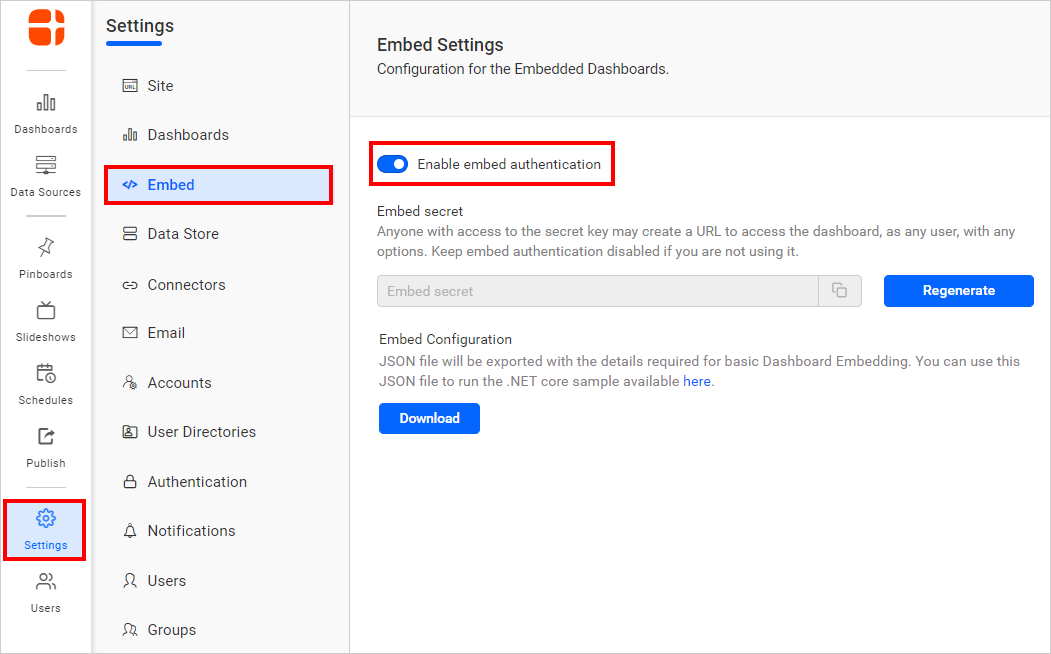 Dashboards
Data Sources
Pinboards
Slideshows
Schedules
Publish
Settings
Users
Settings
URL
Site
Dashboards
Embed
Data Store
Connectors
Email
Accounts
User Directories
Authentication
Notifications
Users
Groups
Embed Settings
Configuration for the Embedded Dashboards.
Enable embed authentication
Embed secret
Anyone with access to the secret key may create a URL to access the dashboard, as any user, with any
options. Keep embed authentication disabled if you are not using it.
Embed secret
Regenerate
Embed Configuration
JSON file will be exported with the details required for basic Dashboard Embedding. You can use this
JSON file to run the .NET core sample available here.
Download